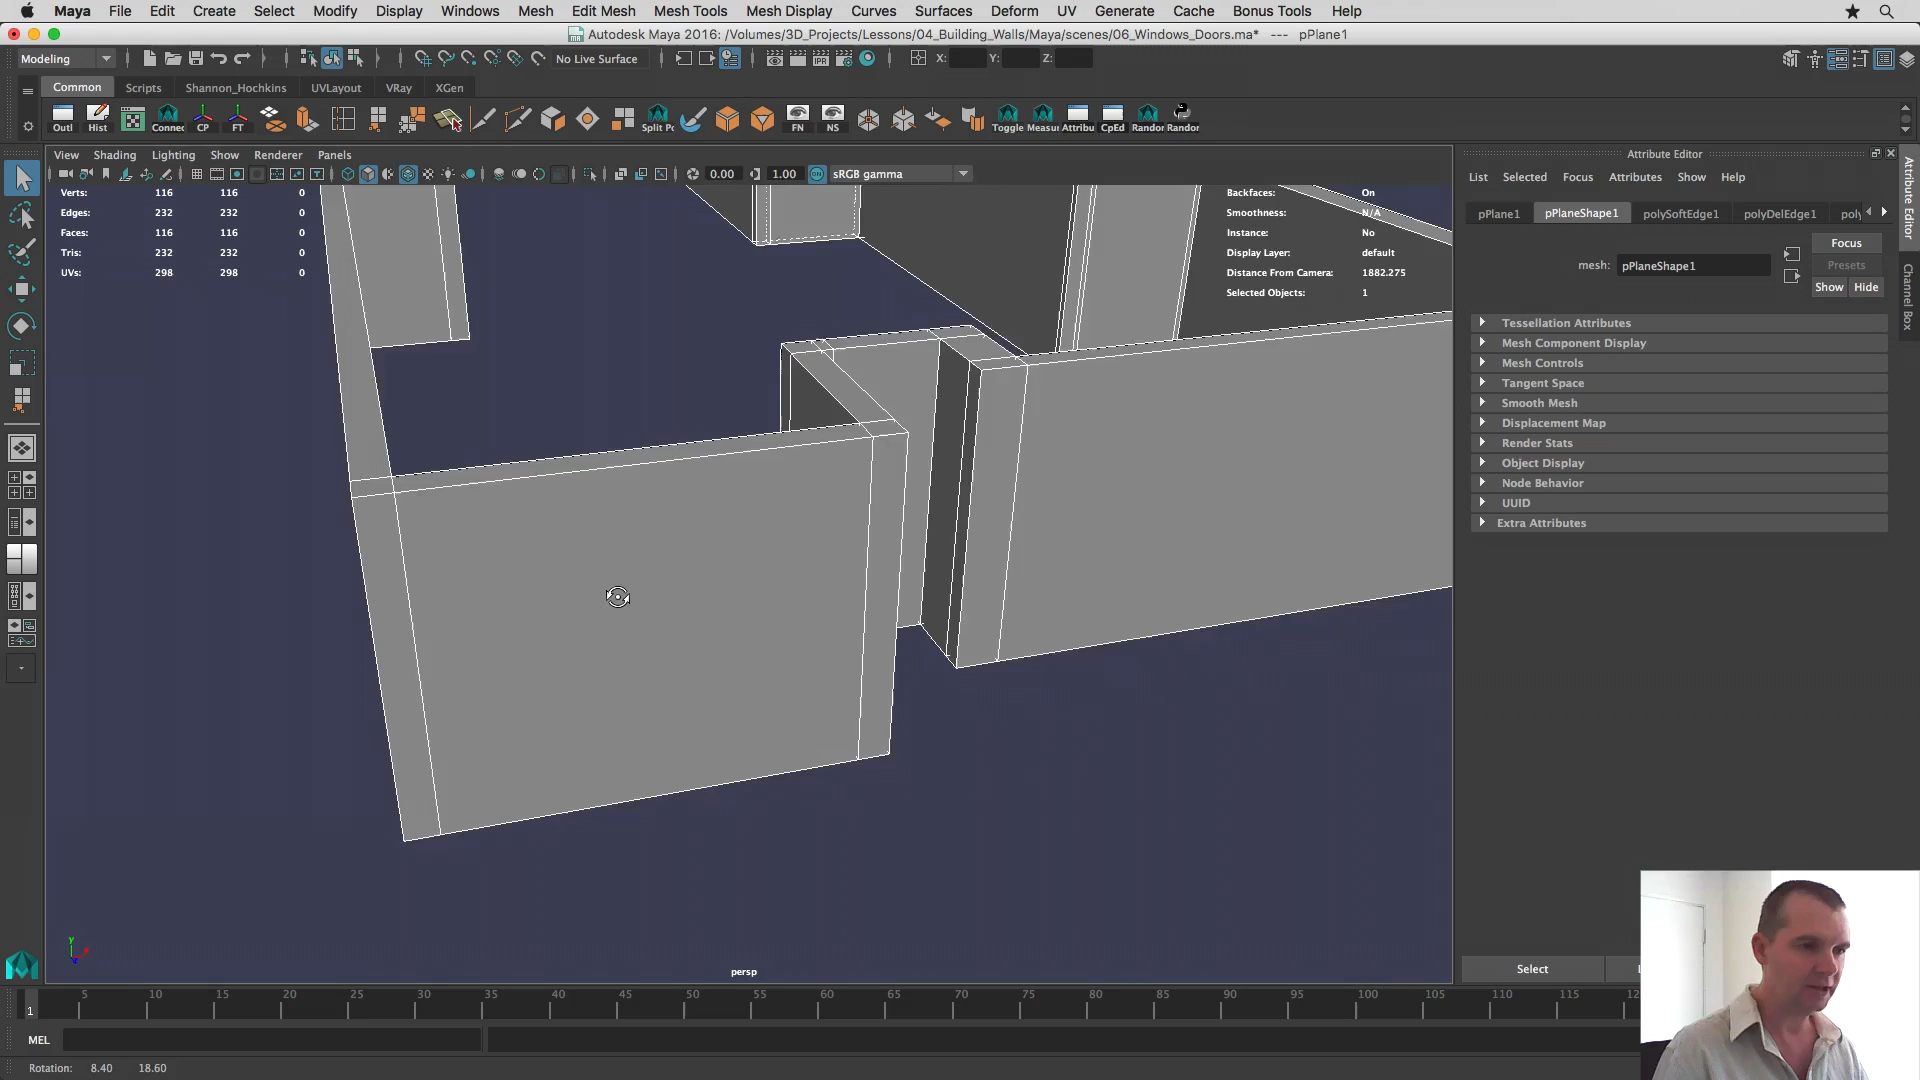 Maya File Edit Create Select Modify Display Windows Mesh Edit Mesh Mesh Tools Mesh Display Curves Surfaces Deform UV Generate Cache Bonus Tools Help
Autodesk Maya 2016: /Volumes/3D_Projects/Lessons/04_Building_Walls/Maya/scenes/06_Windows_Doors.ma* --- pPlane1
Modeling No Live Surface X: Y: Z:
Common Scripts Shannon_Hochkins UVLayout VRay XGen
Outl Hist Connec CP FT Split Po FN NS Toggle Measu Attribu CpEd Randor Randor
View Shading Lighting Show Renderer Panels
0.00 1.00 sRGB gamma
Verts: 116 116 0
Edges: 232 232 0
Faces: 116 116 0
Tris: 232 232 0
UVs: 298 298 0
Backfaces: On
Smoothness: N/A
Instance: No
Display Layer: default
Distance From Camera: 1882.275
Selected Objects: 1
persp
Attribute Editor
List Selected Focus Attributes Show Help
pPlane1 pPlaneShape1 polySoftEdge1 polyDelEdge1 poly
Focus
mesh: pPlaneShape1
Presets
Show Hide
Tessellation Attributes
Mesh Component Display
Mesh Controls
Tangent Space
Smooth Mesh
Displacement Map
Render Stats
Object Display
Node Behavior
UUID
Extra Attributes
Select
Attribute Editor
Channel Box
1 5 10 15 20 25 30 35 40 45 50 55 60 65 70 75 80 85 90 95 100 105 110 115 12
MEL
Rotation: 8.40 18.60